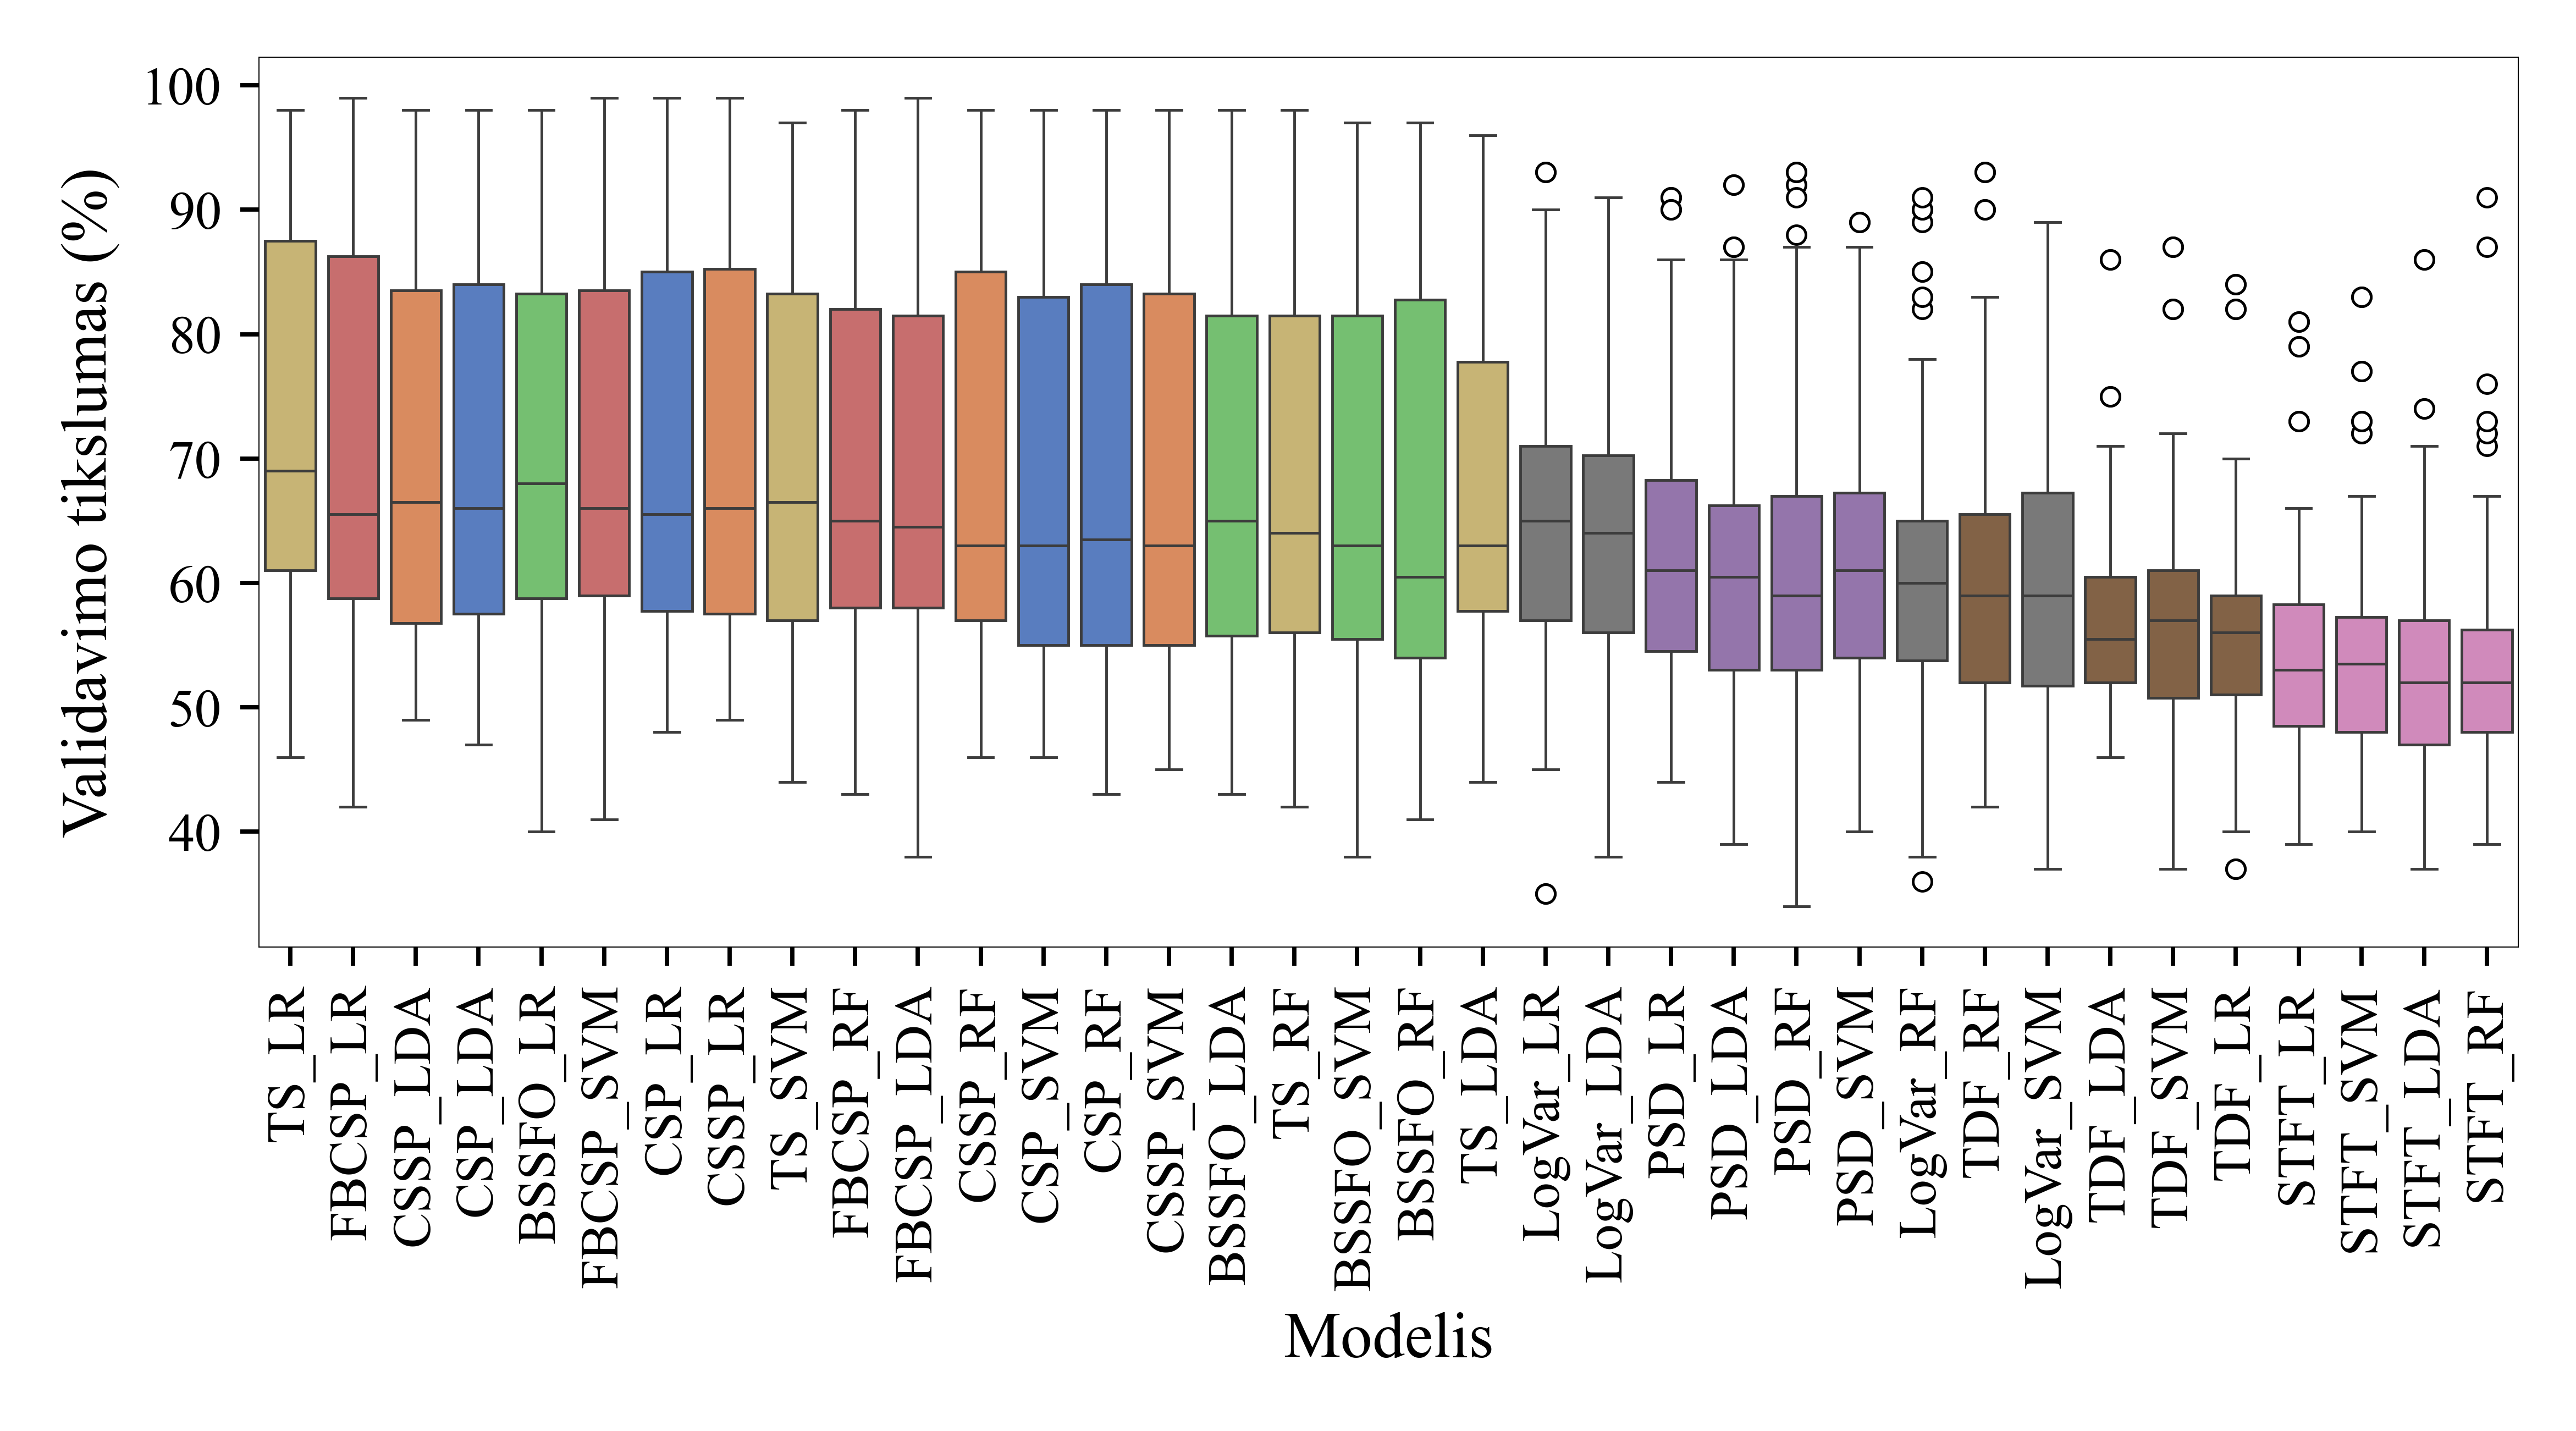 Validavimo tikslumas (%)
100
90
80
70
60
50
40
TS_LR
FBCSP_LR
CSSP_LDA
CSP_LDA
BSSFO_LR
FBCSP_SVM
CSP_LR
CSSP_LR
TS_SVM
FBCSP_RF
FBCSP_LDA
CSSP_RF
CSP_SVM
CSP_RF
CSSP_SVM
BSSFO_LDA
TS_RF
BSSFO_SVM
BSSFO_RF
TS_LDA
LogVar_LR
LogVar_LDA
PSD_LR
PSD_LDA
PSD_RF
PSD_SVM
LogVar_RF
TDF_RF
LogVar_SVM
TDF_LDA
TDF_SVM
TDF_LR
STFT_LR
STFT_SVM
STFT_LDA
STFT_RF
Modelis